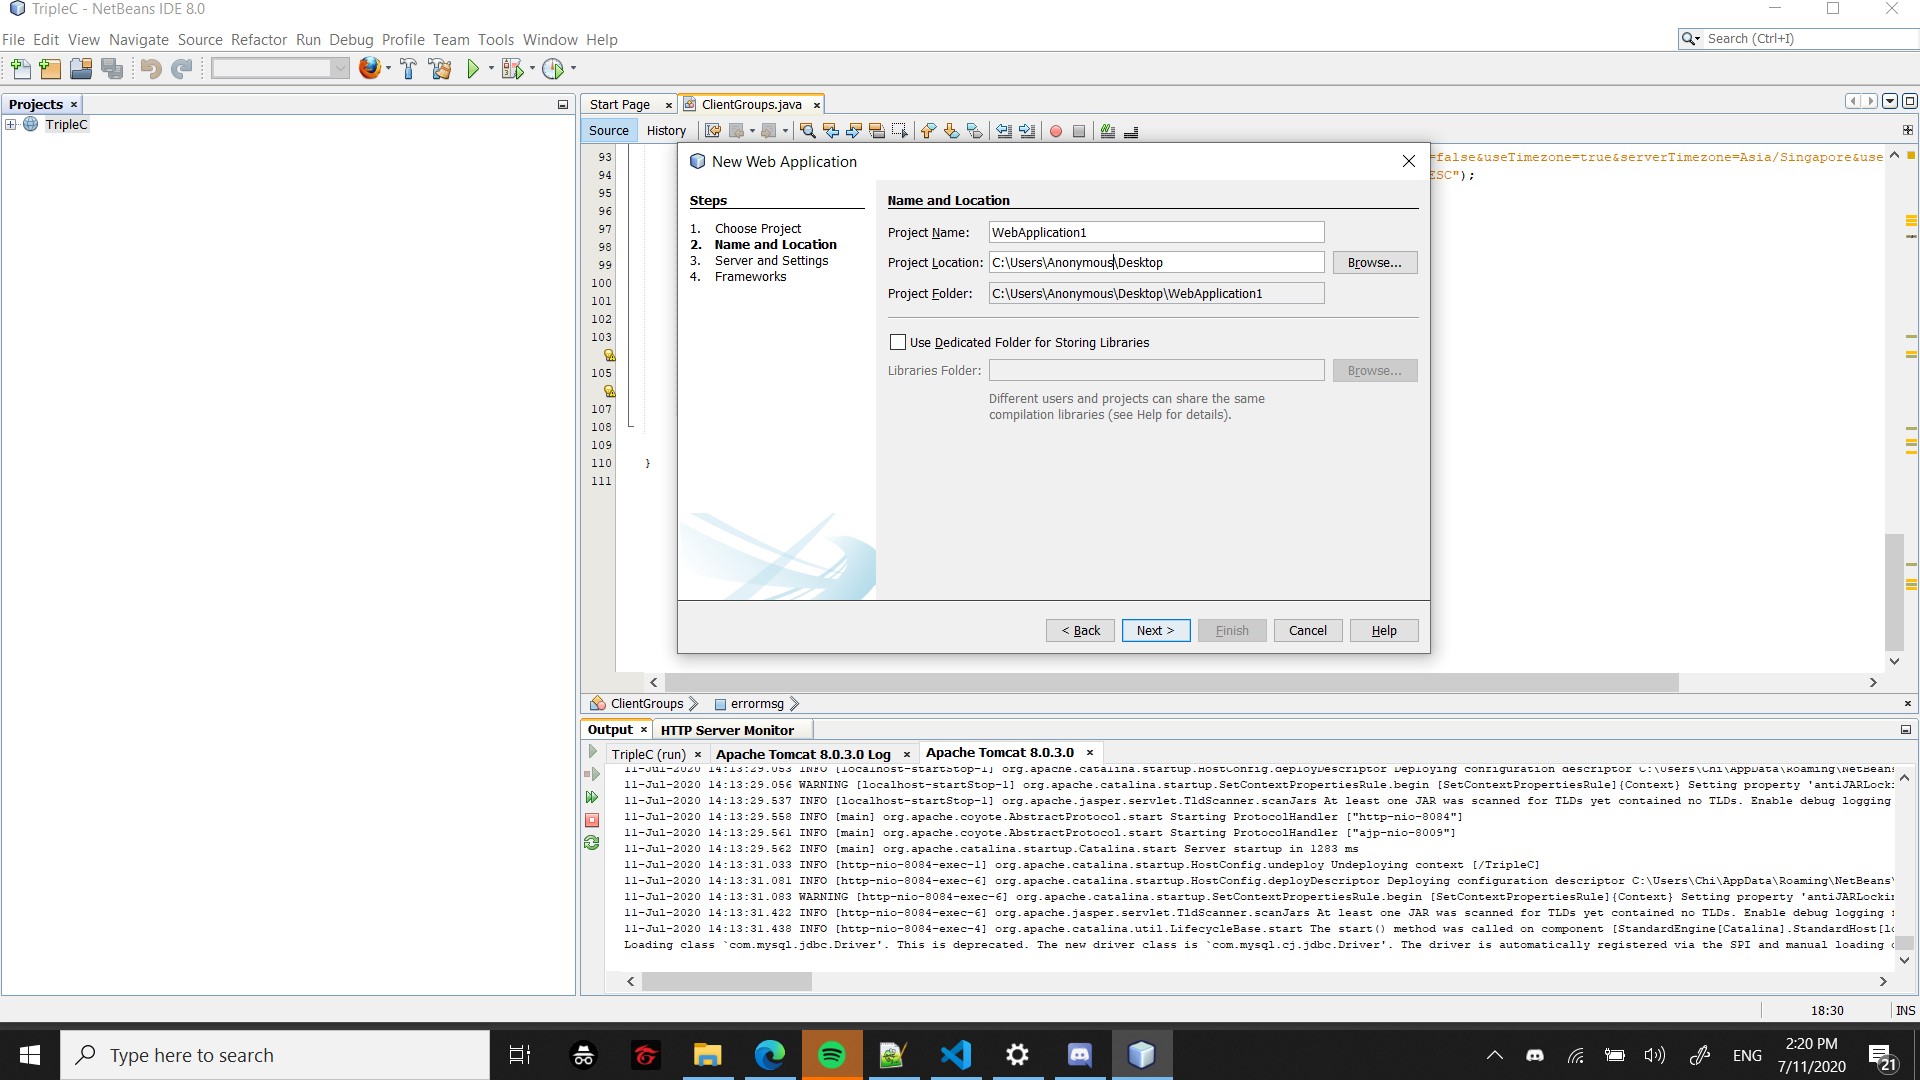 TripleC - NetBeans IDE 8.0
File Edit View Navigate Source Refactor Run Debug Profile Team Tools Window Help
Search (Ctrl+I)
Projects
TripleC
Start Page
ClientGroups.java
Source History
93
94
95
96
97
98
99
100
101
102
103
105
107
108
109
110 }
111
=false&useTimezone=true&serverTimezone=Asia/Singapore&use
ESC");
New Web Application
Steps
1. Choose Project
2. Name and Location
3. Server and Settings
4. Frameworks
Name and Location
Project Name: WebApplication1
Project Location: C:\Users\Anonymous\Desktop Browse...
Project Folder: C:\Users\Anonymous\Desktop\WebApplication1
Use Dedicated Folder for Storing Libraries
Libraries Folder: Browse...
Different users and projects can share the same
compilation libraries (see Help for details).
< Back Next > Finish Cancel Help
ClientGroups errormsg
Output HTTP Server Monitor
TripleC (run) Apache Tomcat 8.0.3.0 Log Apache Tomcat 8.0.3.0
11-Jul-2020 14:13:29.053 INFO [localhost-startStop-1] org.apache.catalina.startup.HostConfig.deployDescriptor Deploying configuration descriptor C:\Users\Chi\AppData\Roaming\NetBeans
11-Jul-2020 14:13:29.056 WARNING [localhost-startStop-1] org.apache.catalina.startup.SetContextPropertiesRule.begin [SetContextPropertiesRule]{Context} Setting property 'antiJARLocki
11-Jul-2020 14:13:29.537 INFO [localhost-startStop-1] org.apache.jasper.servlet.TldScanner.scanJars At least one JAR was scanned for TLDs yet contained no TLDs. Enable debug logging
11-Jul-2020 14:13:29.558 INFO [main] org.apache.coyote.AbstractProtocol.start Starting ProtocolHandler ["http-nio-8084"]
11-Jul-2020 14:13:29.561 INFO [main] org.apache.coyote.AbstractProtocol.start Starting ProtocolHandler ["ajp-nio-8009"]
11-Jul-2020 14:13:29.562 INFO [main] org.apache.catalina.startup.Catalina.start Server startup in 1283 ms
11-Jul-2020 14:13:31.033 INFO [http-nio-8084-exec-1] org.apache.catalina.startup.HostConfig.undeploy Undeploying context [/TripleC]
11-Jul-2020 14:13:31.081 INFO [http-nio-8084-exec-6] org.apache.catalina.startup.HostConfig.deployDescriptor Deploying configuration descriptor C:\Users\Chi\AppData\Roaming\NetBeans\
11-Jul-2020 14:13:31.083 WARNING [http-nio-8084-exec-6] org.apache.catalina.startup.SetContextPropertiesRule.begin [SetContextPropertiesRule]{Context} Setting property 'antiJARLockin
11-Jul-2020 14:13:31.422 INFO [http-nio-8084-exec-6] org.apache.jasper.servlet.TldScanner.scanJars At least one JAR was scanned for TLDs yet contained no TLDs. Enable debug logging
11-Jul-2020 14:13:31.438 INFO [http-nio-8084-exec-4] org.apache.catalina.util.LifecycleBase.start The start() method was called on component [StandardEngine[Catalina].StandardHost[lo
Loading class `com.mysql.jdbc.Driver'. This is deprecated. The new driver class is `com.mysql.cj.jdbc.Driver'. The driver is automatically registered via the SPI and manual loading
18:30 INS
Type here to search
ENG
2:20 PM
7/11/2020
21